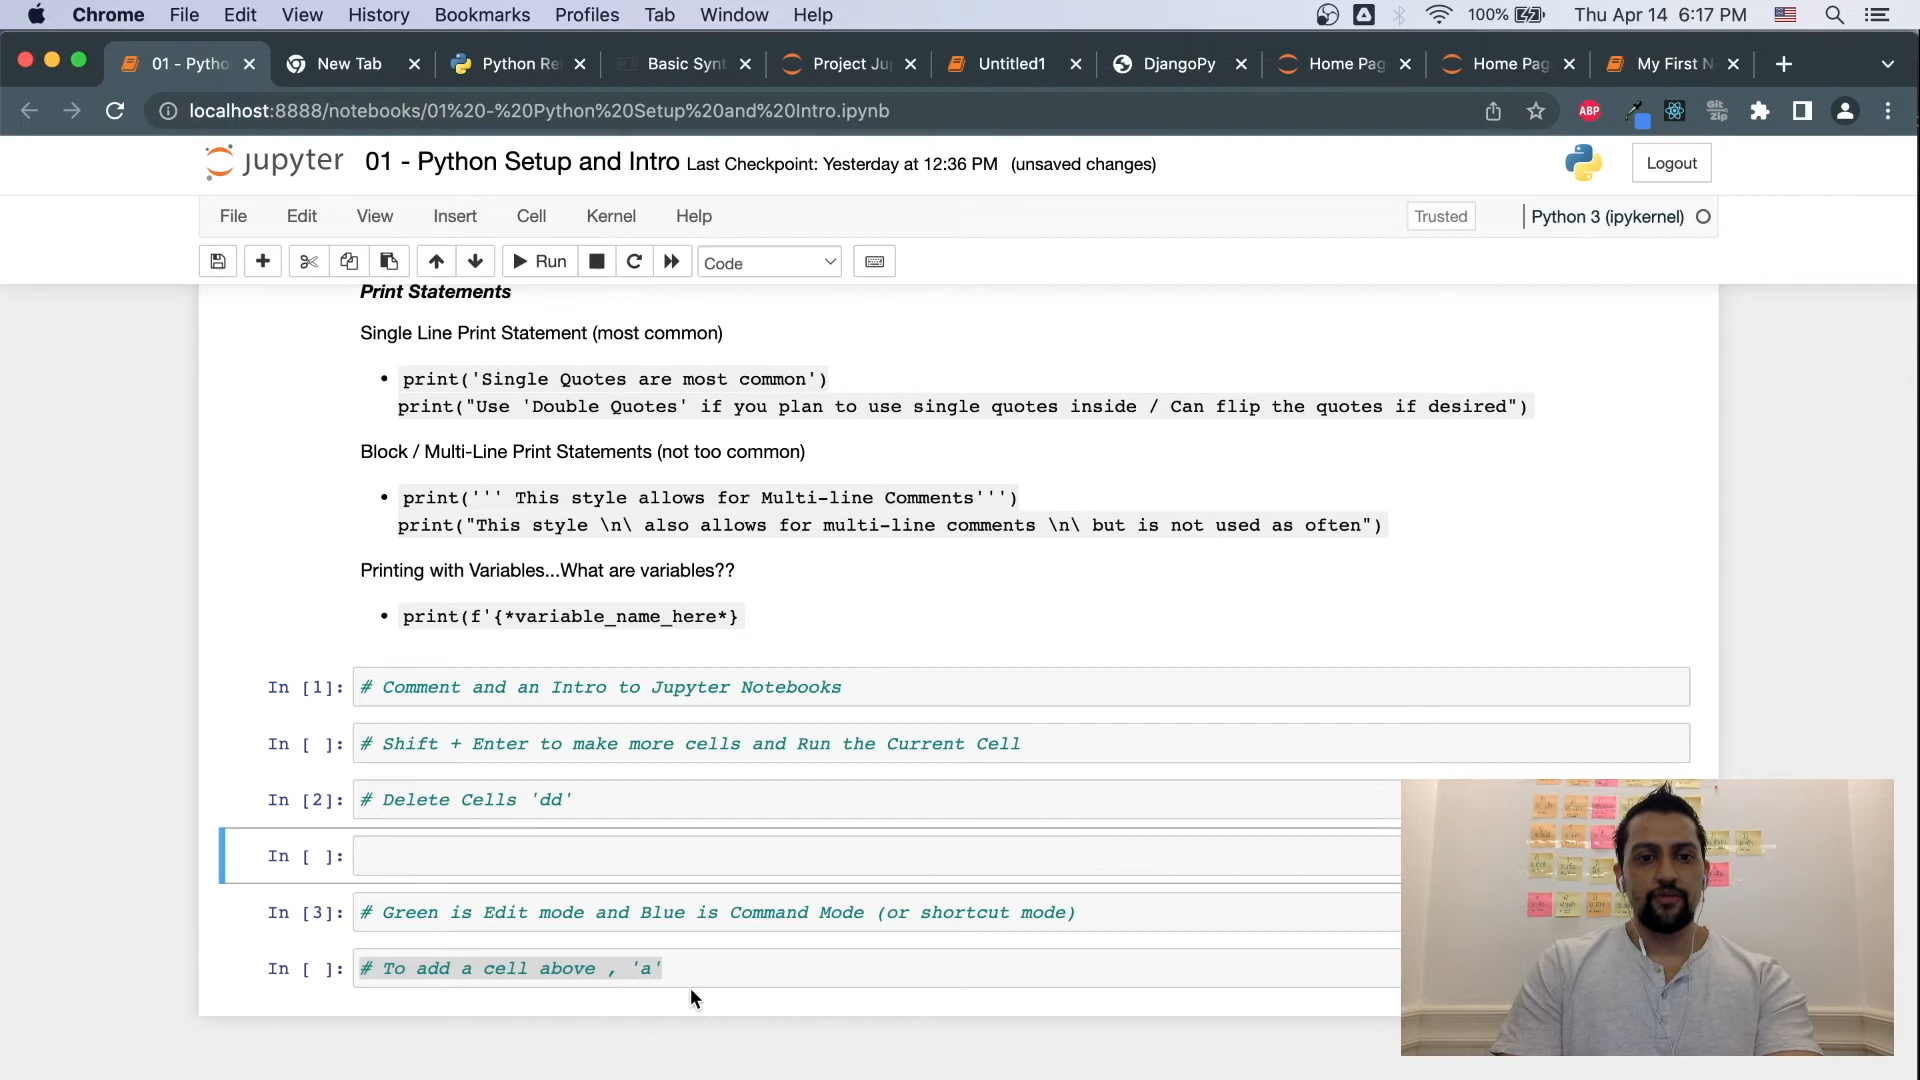 Chrome File Edit View History Bookmarks Profiles Tab Window Help 100% Thu Apr 14 6:17 PM
01 - Pytho New Tab Python Re Basic Synt Project Ju Untitled1 DjangoPy Home Pag Home Pag My First N
localhost:8888/notebooks/01%20-%20Python%20Setup%20and%20Intro.ipynb ABP Git Zip
jupyter 01 - Python Setup and Intro Last Checkpoint: Yesterday at 12:36 PM (unsaved changes) Logout
File Edit View Insert Cell Kernel Help Trusted Python 3 (ipykernel)
Run Code
Print Statements
Single Line Print Statement (most common)
• print('Single Quotes are most common')
print("Use 'Double Quotes' if you plan to use single quotes inside / Can flip the quotes if desired")
Block / Multi-Line Print Statements (not too common)
• print(''' This style allows for Multi-line Comments''')
print("This style \n\ also allows for multi-line comments \n\ but is not used as often")
Printing with Variables...What are variables??
• print(f'{*variable_name_here*}
In [1]: # Comment and an Intro to Jupyter Notebooks
In [ ]: # Shift + Enter to make more cells and Run the Current Cell
In [2]: # Delete Cells 'dd'
In [ ]:
In [3]: # Green is Edit mode and Blue is Command Mode (or shortcut mode)
In [ ]: # To add a cell above , 'a'